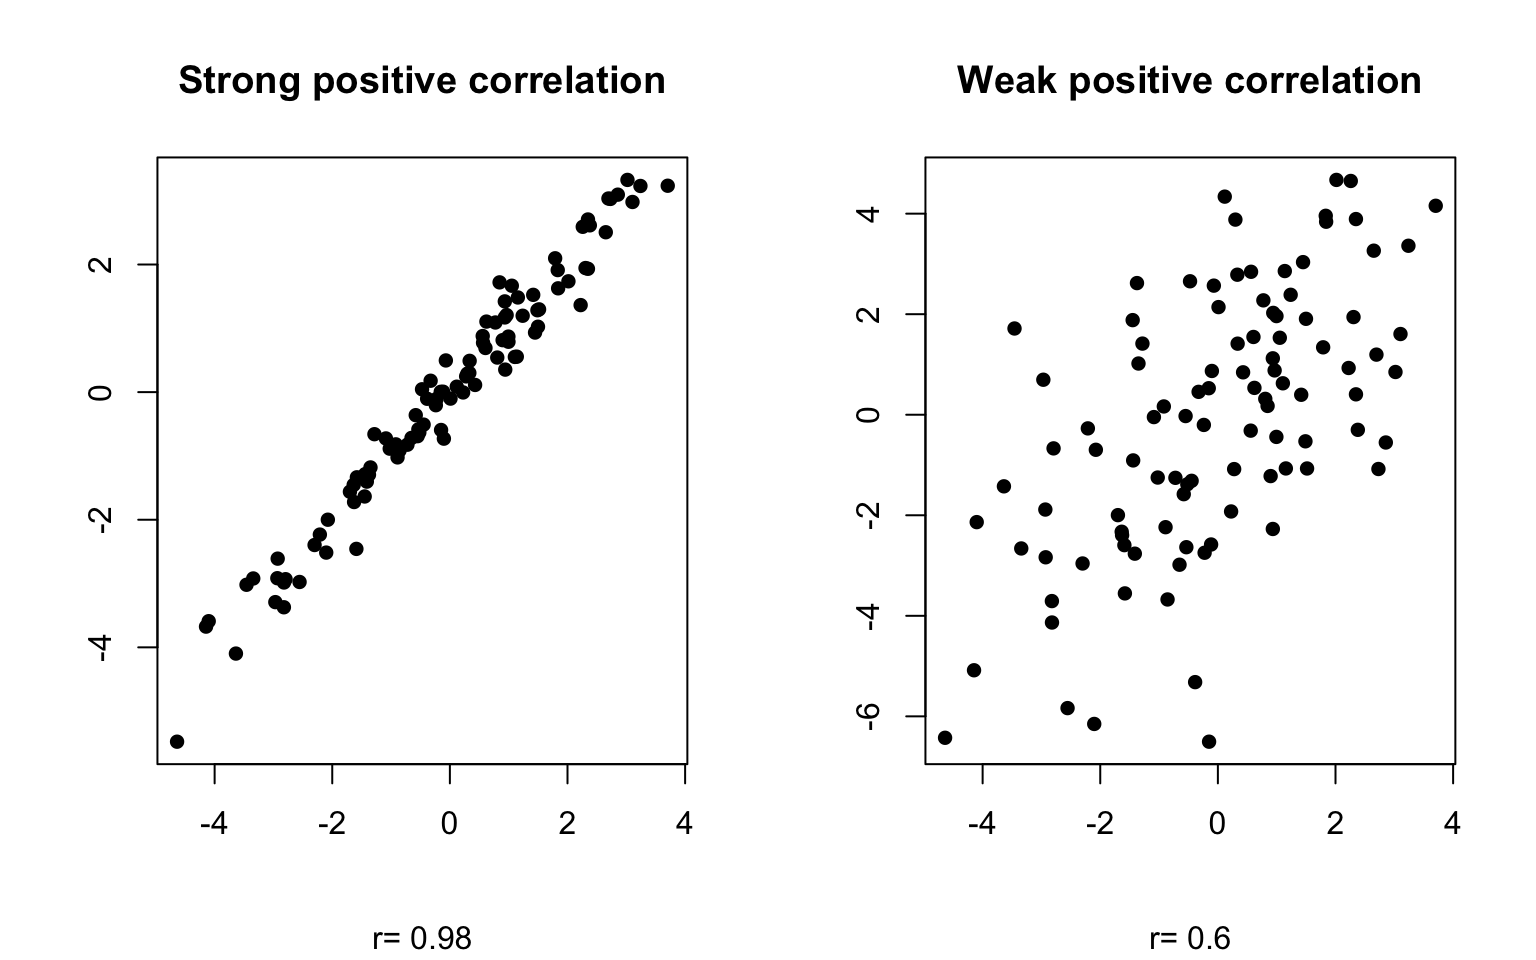 Strong positive correlation
2
0
-2
-4
-4 -2 0 2 4
r= 0.98
Weak positive correlation
4
2
0
-2
-4
-6
-4 -2 0 2 4
r= 0.6